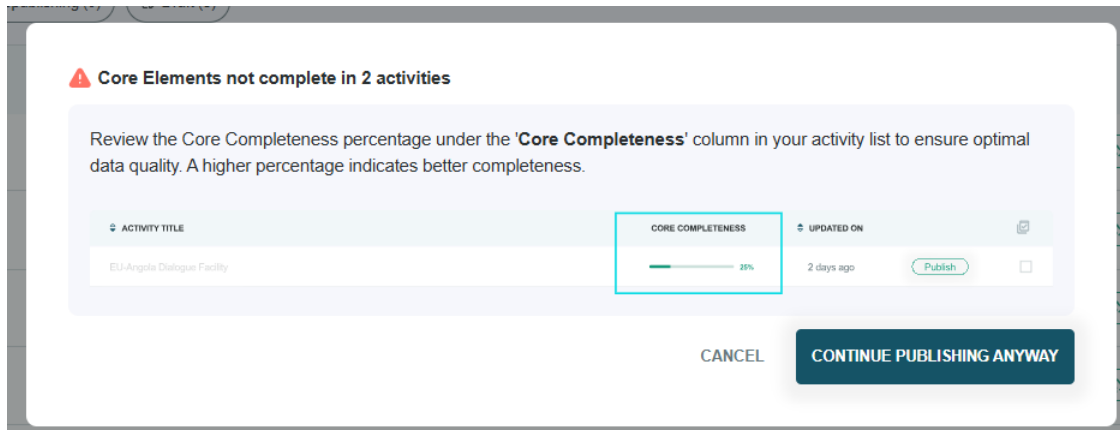 Core Elements not complete in 2 activities
Review the Core Completeness percentage under the 'Core Completeness' column in your activity list to ensure optimal
data quality. A higher percentage indicates better completeness.
ACTIVITY TITLE CORE COMPLETENESS UPDATED ON
EU-Angola Dialogue Facility 25% 2 days ago Publish
CANCEL CONTINUE PUBLISHING ANYWAY